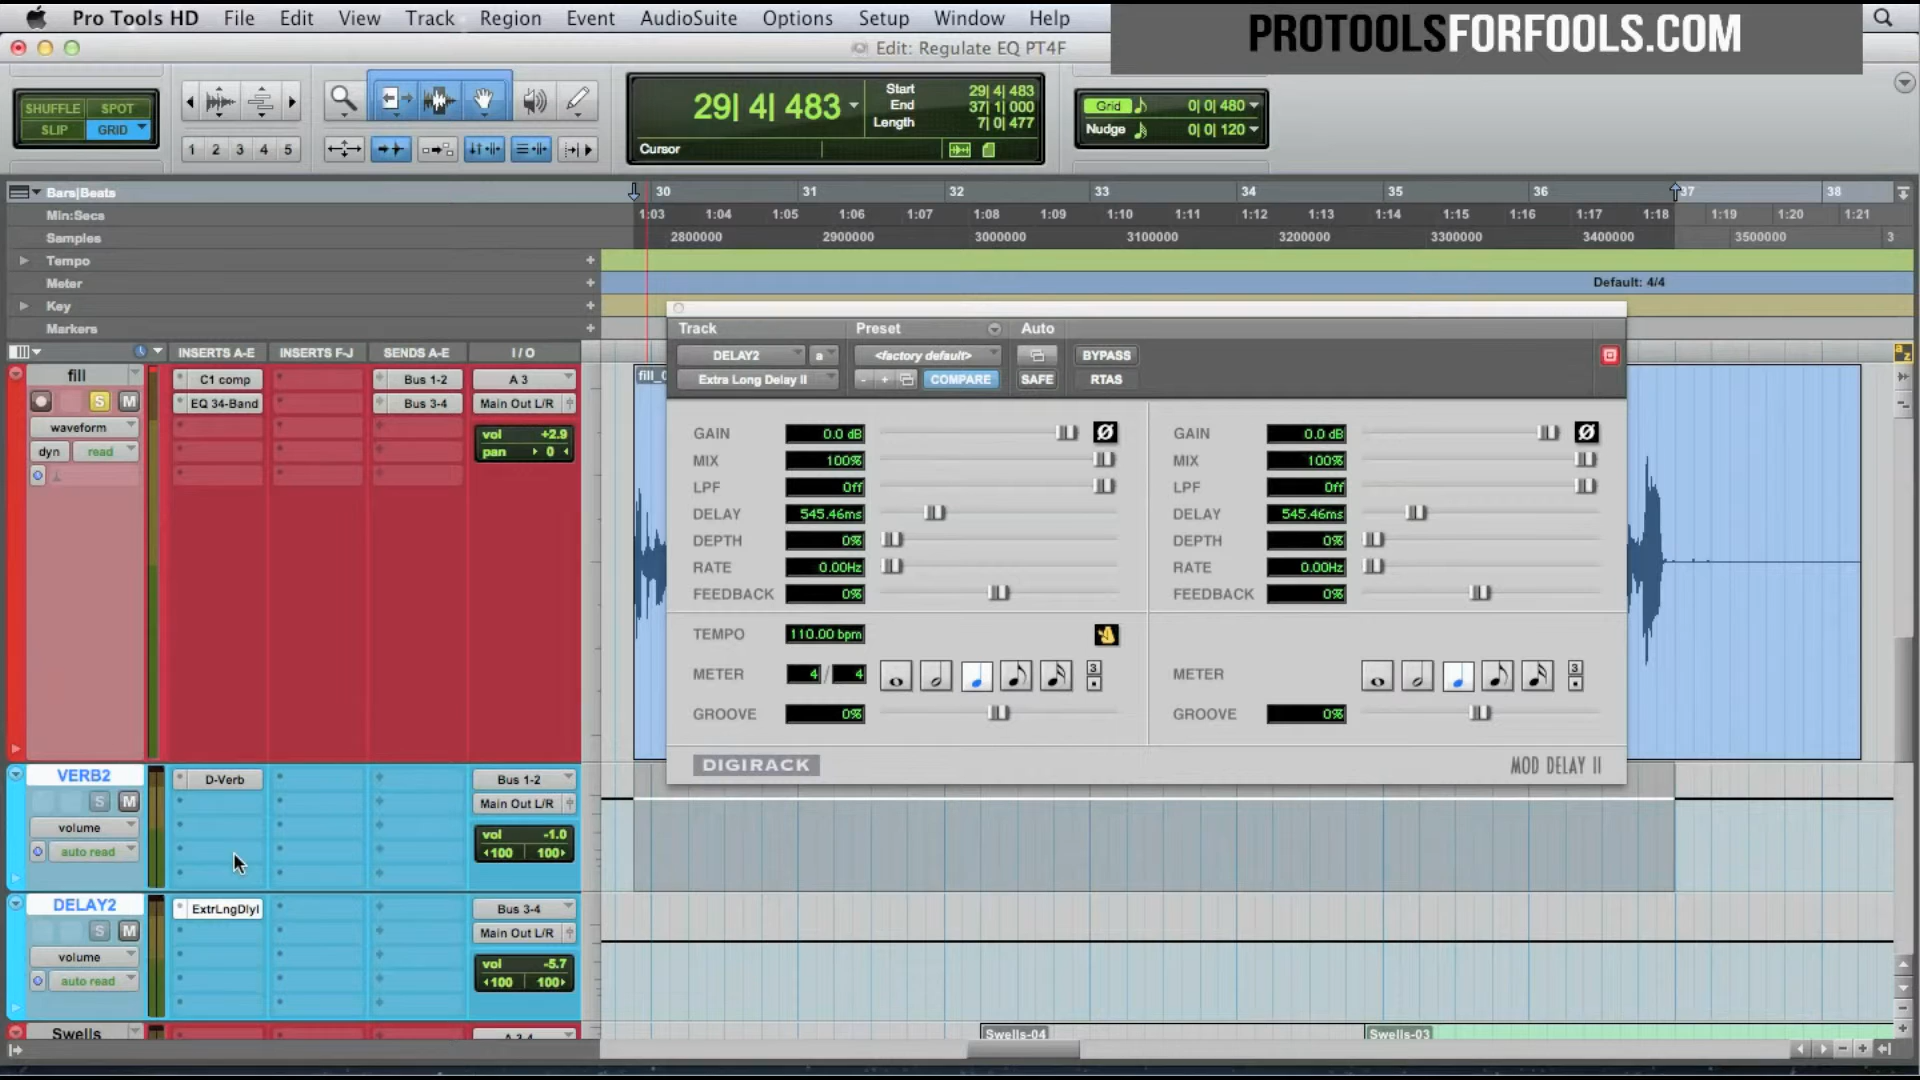 Pro Tools HD File Edit View Track Region Event AudioSuite Options Setup Window Help
PROTOOLSFORFOOLS.COM
Edit: Regulate EQ PT4F
SHUFFLE SPOT
SLIP GRID
1 2 3 4 5
29| 4| 483
Start 29| 4| 483
End 37| 1| 000
Length 7| 0| 477
Cursor
Grid 0| 0| 480
Nudge 0| 0| 120
Bars|Beats 30 31 32 33 34 35 36 37 38
Min:Secs 1:03 1:04 1:05 1:06 1:07 1:08 1:09 1:10 1:11 1:12 1:13 1:14 1:15 1:16 1:17 1:18 1:19 1:20 1:21
Samples 2800000 2900000 3000000 3100000 3200000 3300000 3400000 3500000 3
Tempo
Meter Default: 4/4
Key
Markers
INSERTS A-E INSERTS F-J SENDS A-E I/O
fill C1 comp Bus 1-2 A 3
S M EQ 34-Band Bus 3-4 Main Out L/R
waveform
dyn read
vol +2.9
pan 0
Track Preset Auto
DELAY2 a <factory default> BYPASS
Extra Long Delay II - + COMPARE SAFE RTAS
GAIN 0.0 dB Ø GAIN 0.0 dB Ø
MIX 100% MIX 100%
LPF Off LPF Off
DELAY 545.46ms DELAY 545.46ms
DEPTH 0% DEPTH 0%
RATE 0.00Hz RATE 0.00Hz
FEEDBACK 0% FEEDBACK 0%
TEMPO 110.00 bpm
METER 4 / 4 3 METER 3
GROOVE 0% GROOVE 0%
DIGIRACK MOD DELAY II
VERB2 D-Verb Bus 1-2
S M Main Out L/R
volume
auto read
vol -1.0
100 100
DELAY2 ExtrLngDlyI Bus 3-4
S M Main Out L/R
volume
auto read
vol -5.7
100 100
Swells A 3-4 Swells-04 Swells-03